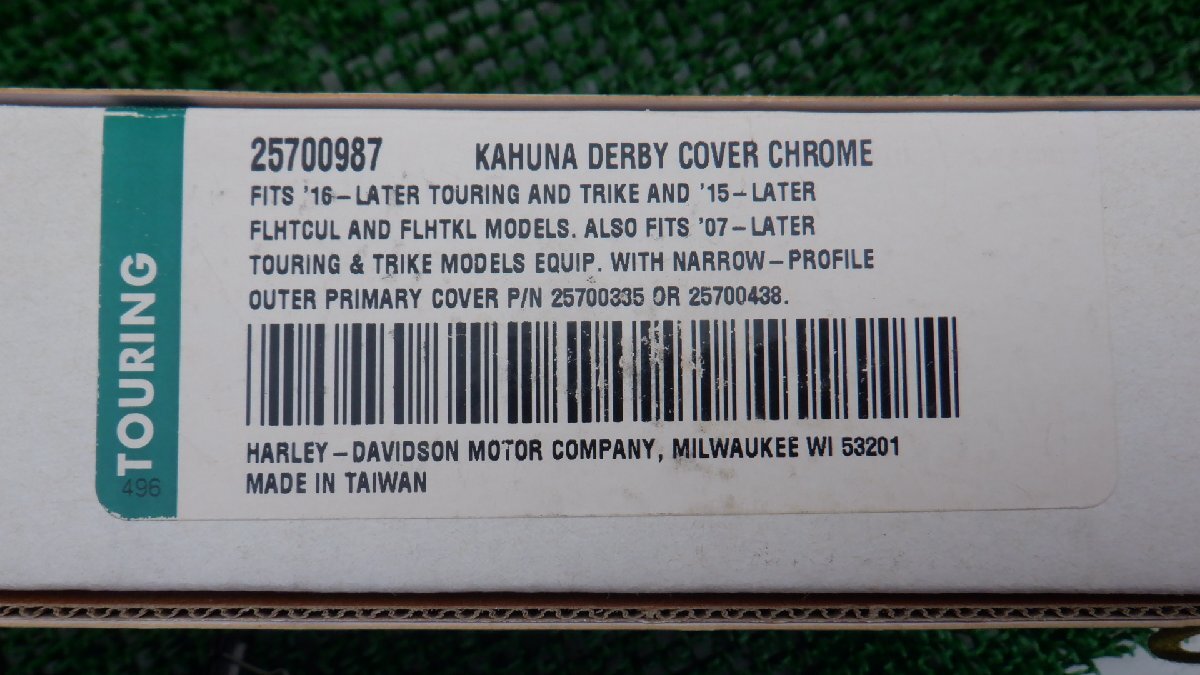 25700987 KAHUNA DERBY COVER CHROME
FITS '16-LATER TOURING AND TRIKE AND '15-LATER
FLHTCUL AND FLHTKL MODELS. ALSO FITS '07-LATER
TOURING & TRIKE MODELS EQUIP. WITH NARROW-PROFILE
OUTER PRIMARY COVER P/N 25700335 OR 25700438.
HARLEY-DAVIDSON MOTOR COMPANY, MILWAUKEE WI 53201
MADE IN TAIWAN
TOURING
496